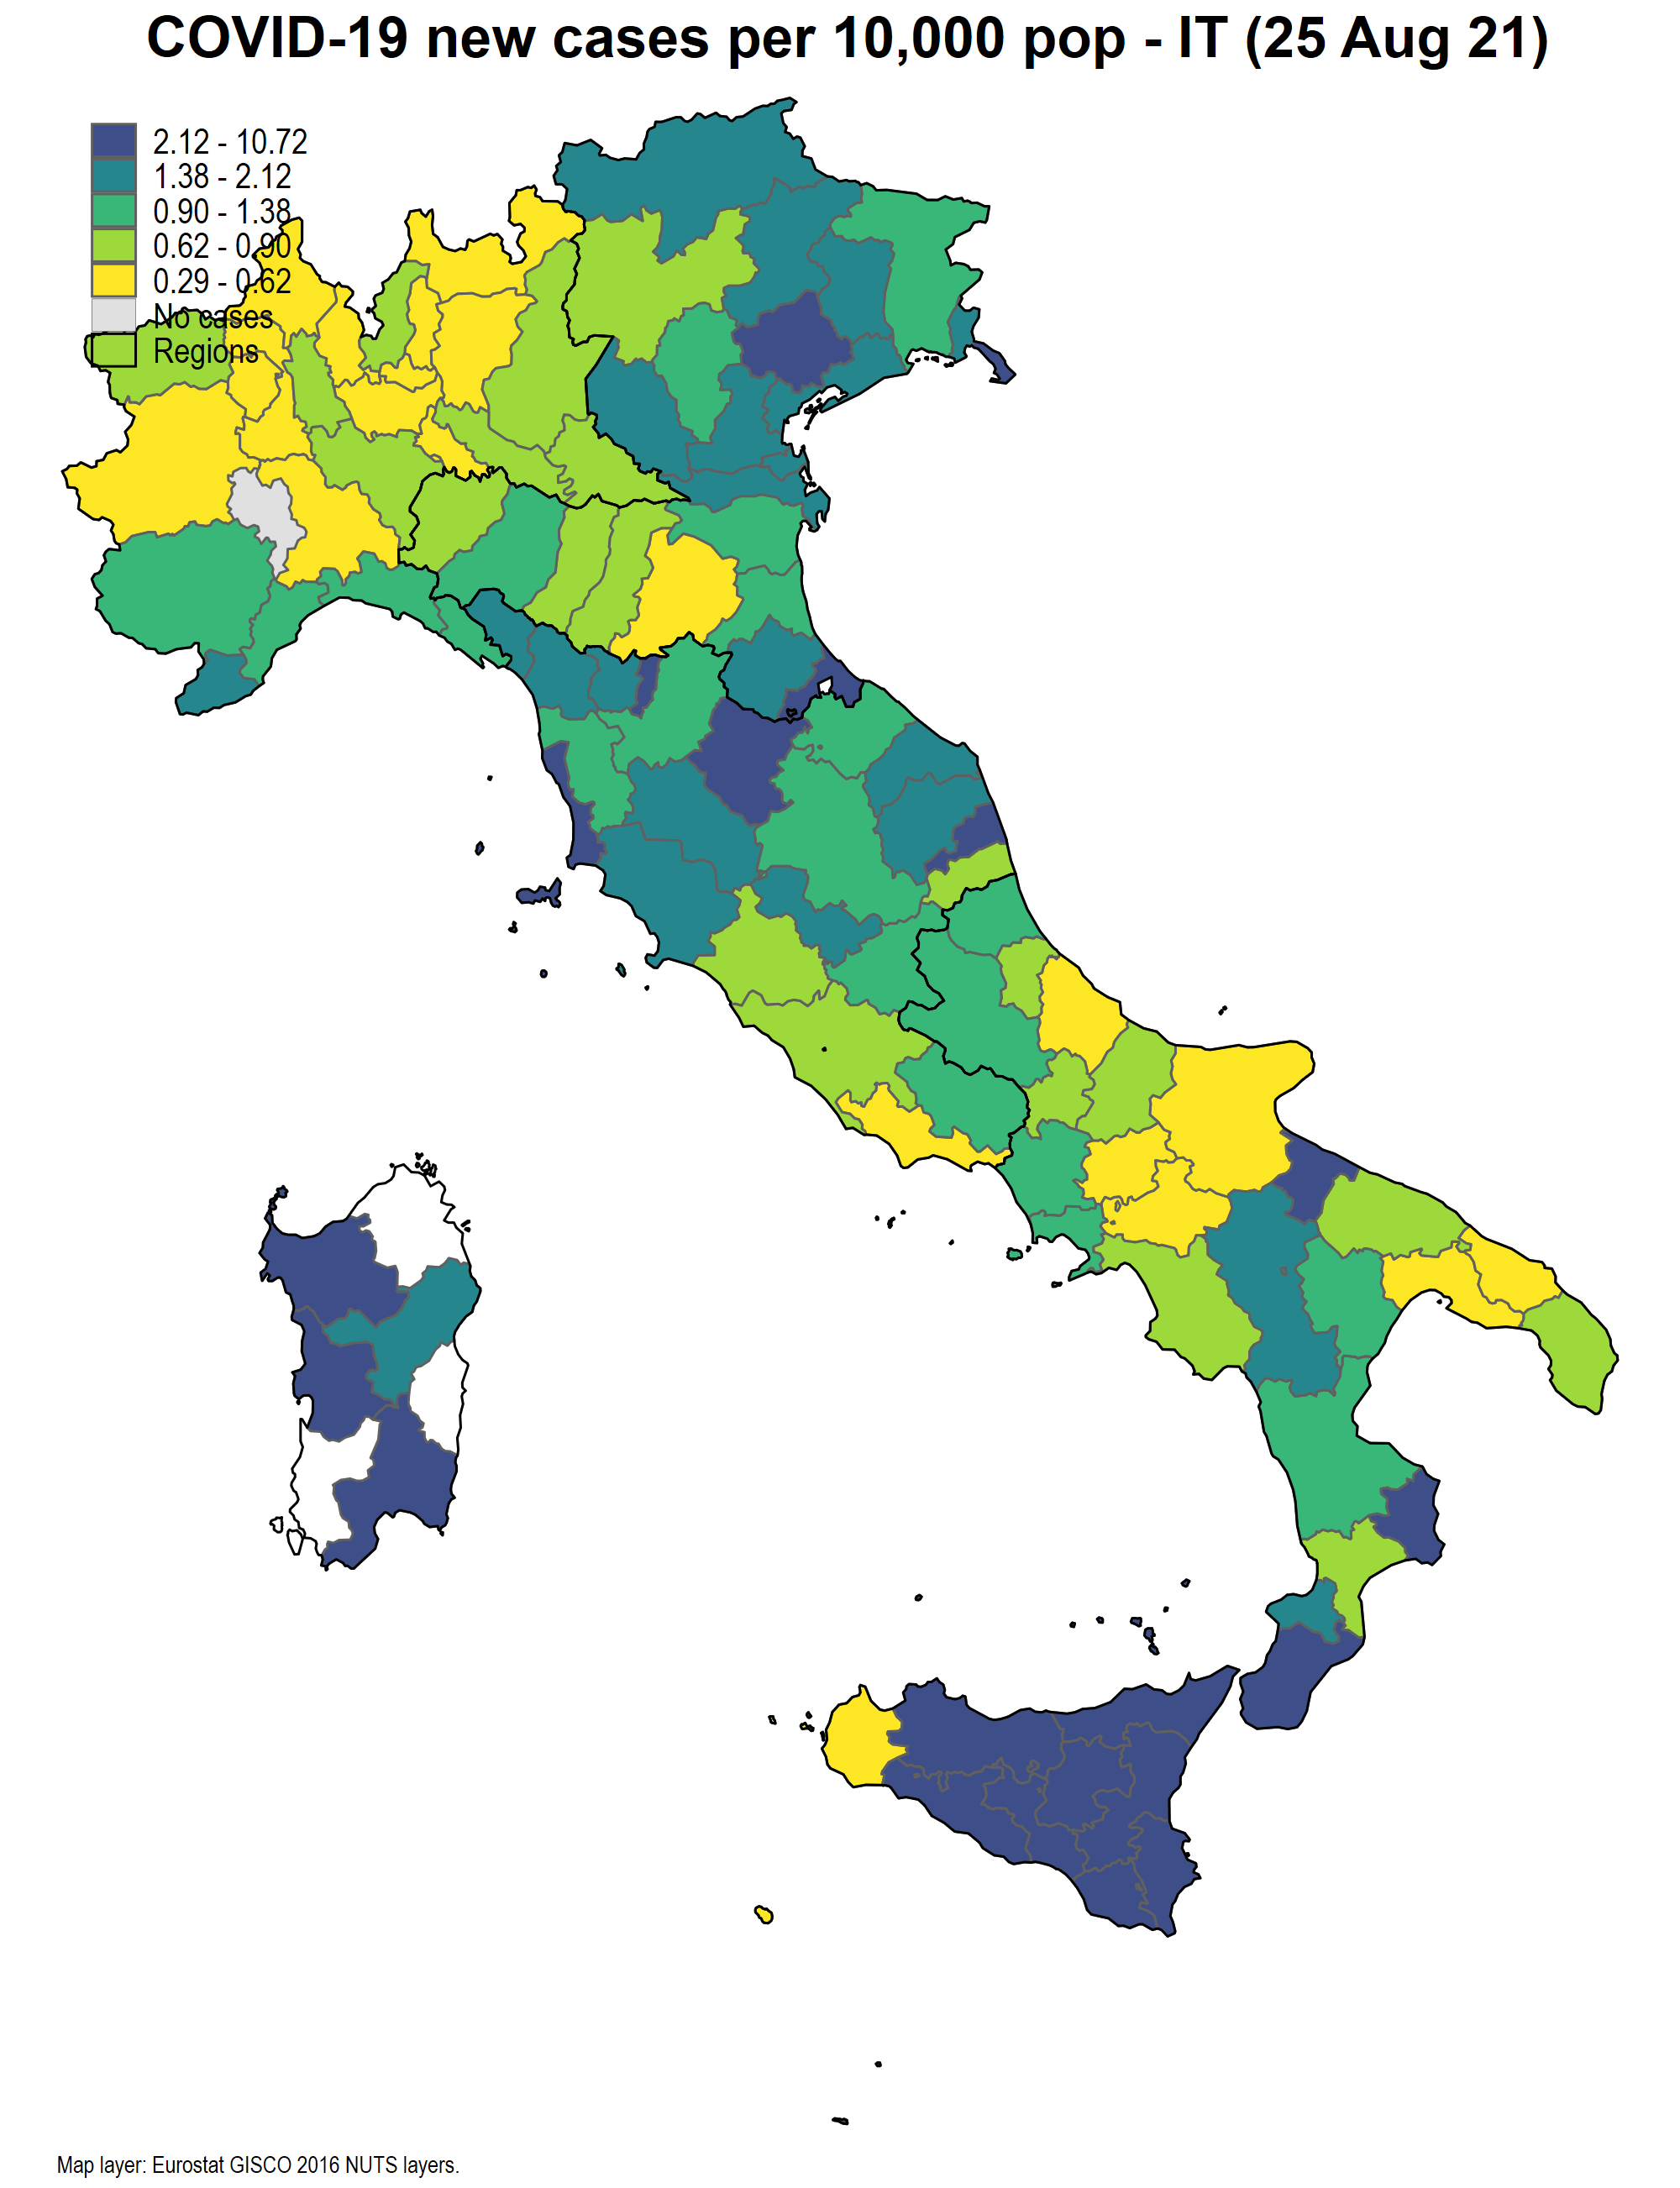 COVID-19 new cases per 10,000 pop - IT (25 Aug 21)
2.12 - 10.72
1.38 - 2.12
0.90 - 1.38
0.62 - 0.90
0.29 - 0.62
No cases
Regions
Map layer: Eurostat GISCO 2016 NUTS layers.